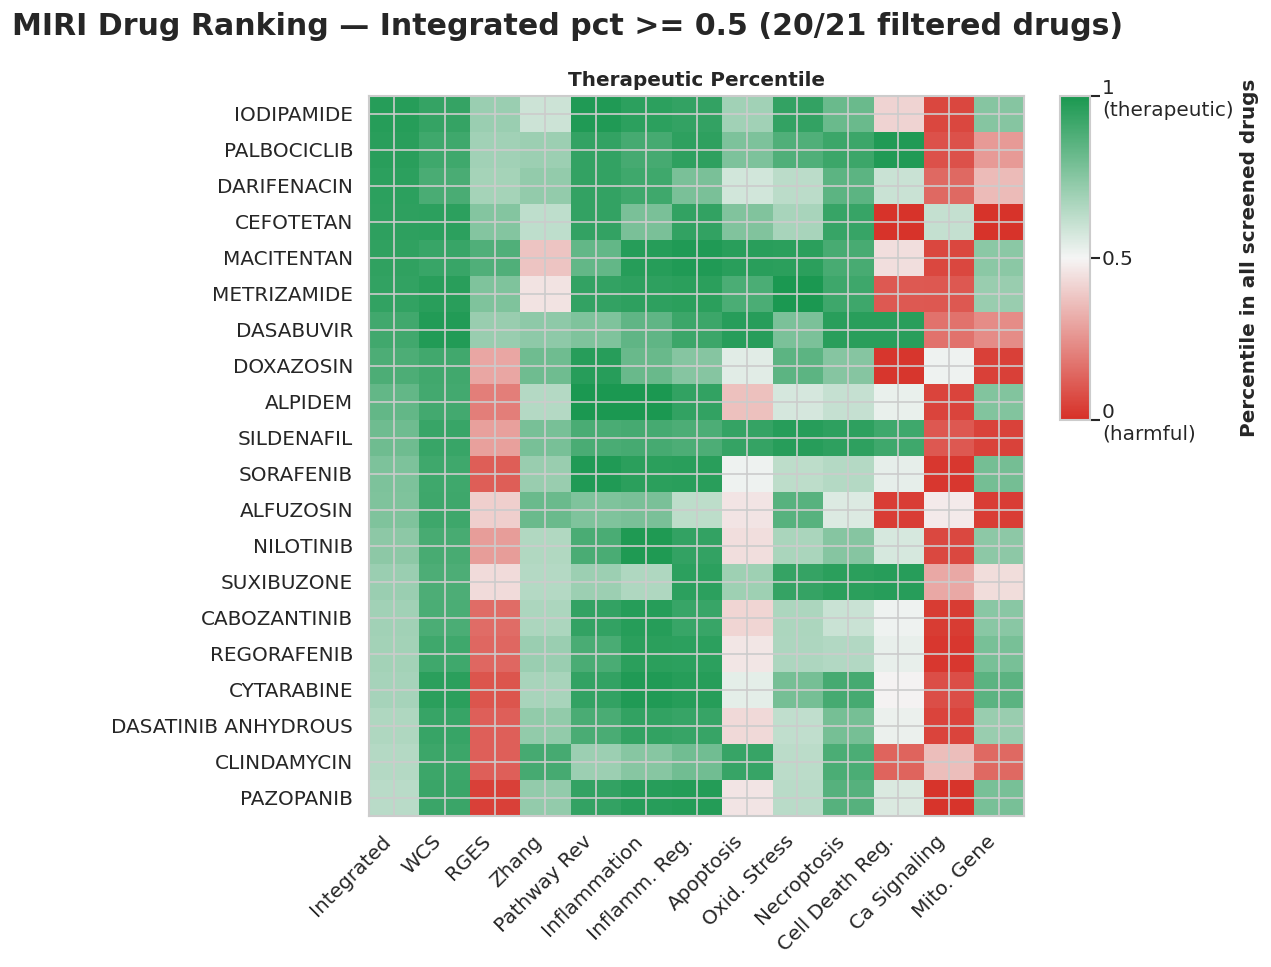 MIRI Drug Ranking — Integrated pct >= 0.5 (20/21 filtered drugs)
Therapeutic Percentile
IODIPAMIDE
PALBOCICLIB
DARIFENACIN
CEFOTETAN
MACITENTAN
METRIZAMIDE
DASABUVIR
DOXAZOSIN
ALPIDEM
SILDENAFIL
SORAFENIB
ALFUZOSIN
NILOTINIB
SUXIBUZONE
CABOZANTINIB
REGORAFENIB
CYTARABINE
DASATINIB ANHYDROUS
CLINDAMYCIN
PAZOPANIB
Integrated
WCS
RGES
Zhang
Pathway Rev
Inflammation
Inflamm. Reg.
Apoptosis
Oxid. Stress
Necroptosis
Cell Death Reg.
Ca Signaling
Mito. Gene
1
(therapeutic)
0.5
0
(harmful)
Percentile in all screened drugs